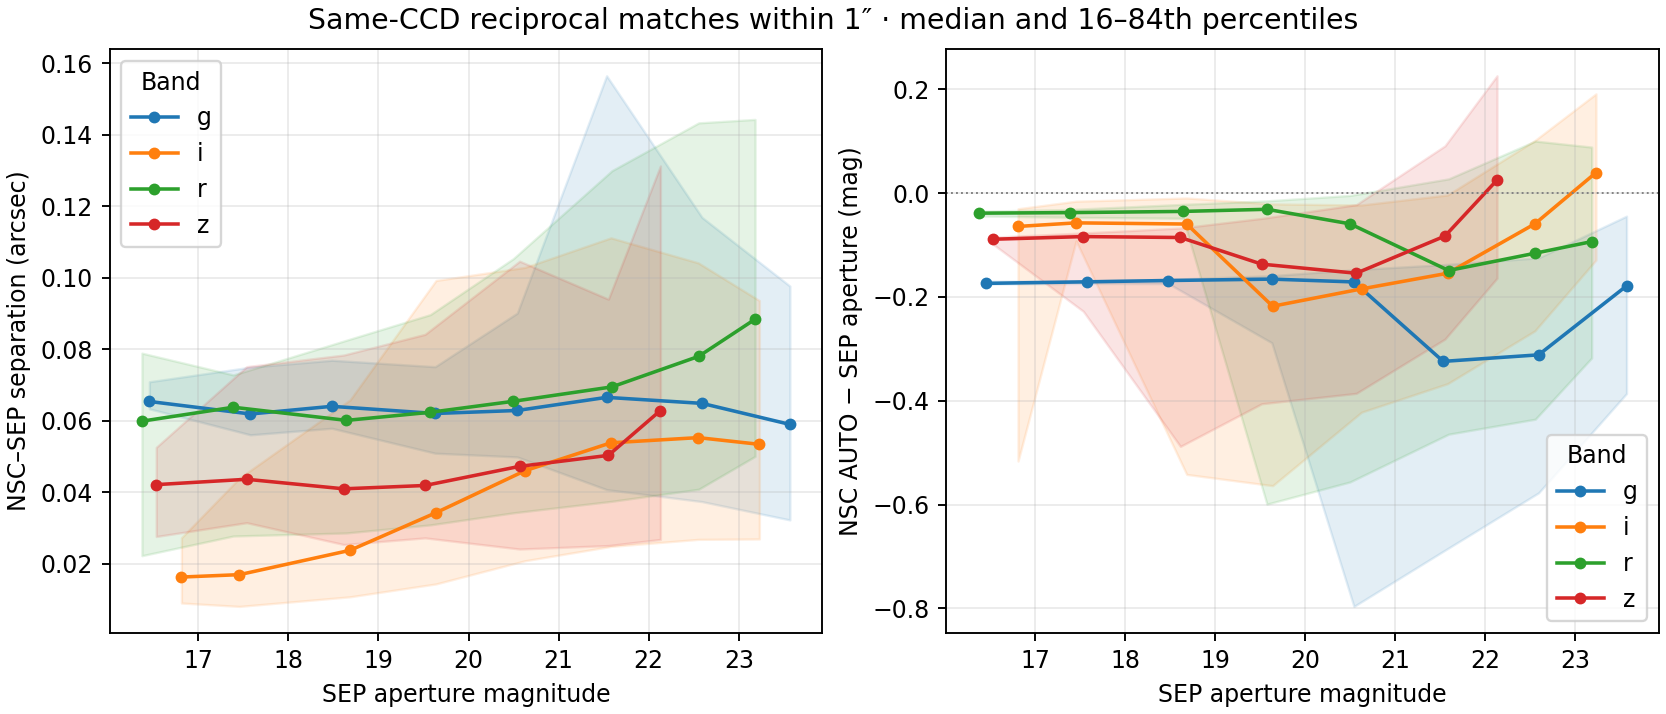 Same-CCD reciprocal matches within 1″ · median and 16–84th percentiles
NSC–SEP separation (arcsec)
0.16
0.14
0.12
0.10
0.08
0.06
0.04
0.02
Band
g
i
r
z
17
18
19
20
21
22
23
SEP aperture magnitude
NSC AUTO − SEP aperture (mag)
0.2
0.0
−0.2
−0.4
−0.6
−0.8
Band
g
i
r
z
17
18
19
20
21
22
23
SEP aperture magnitude